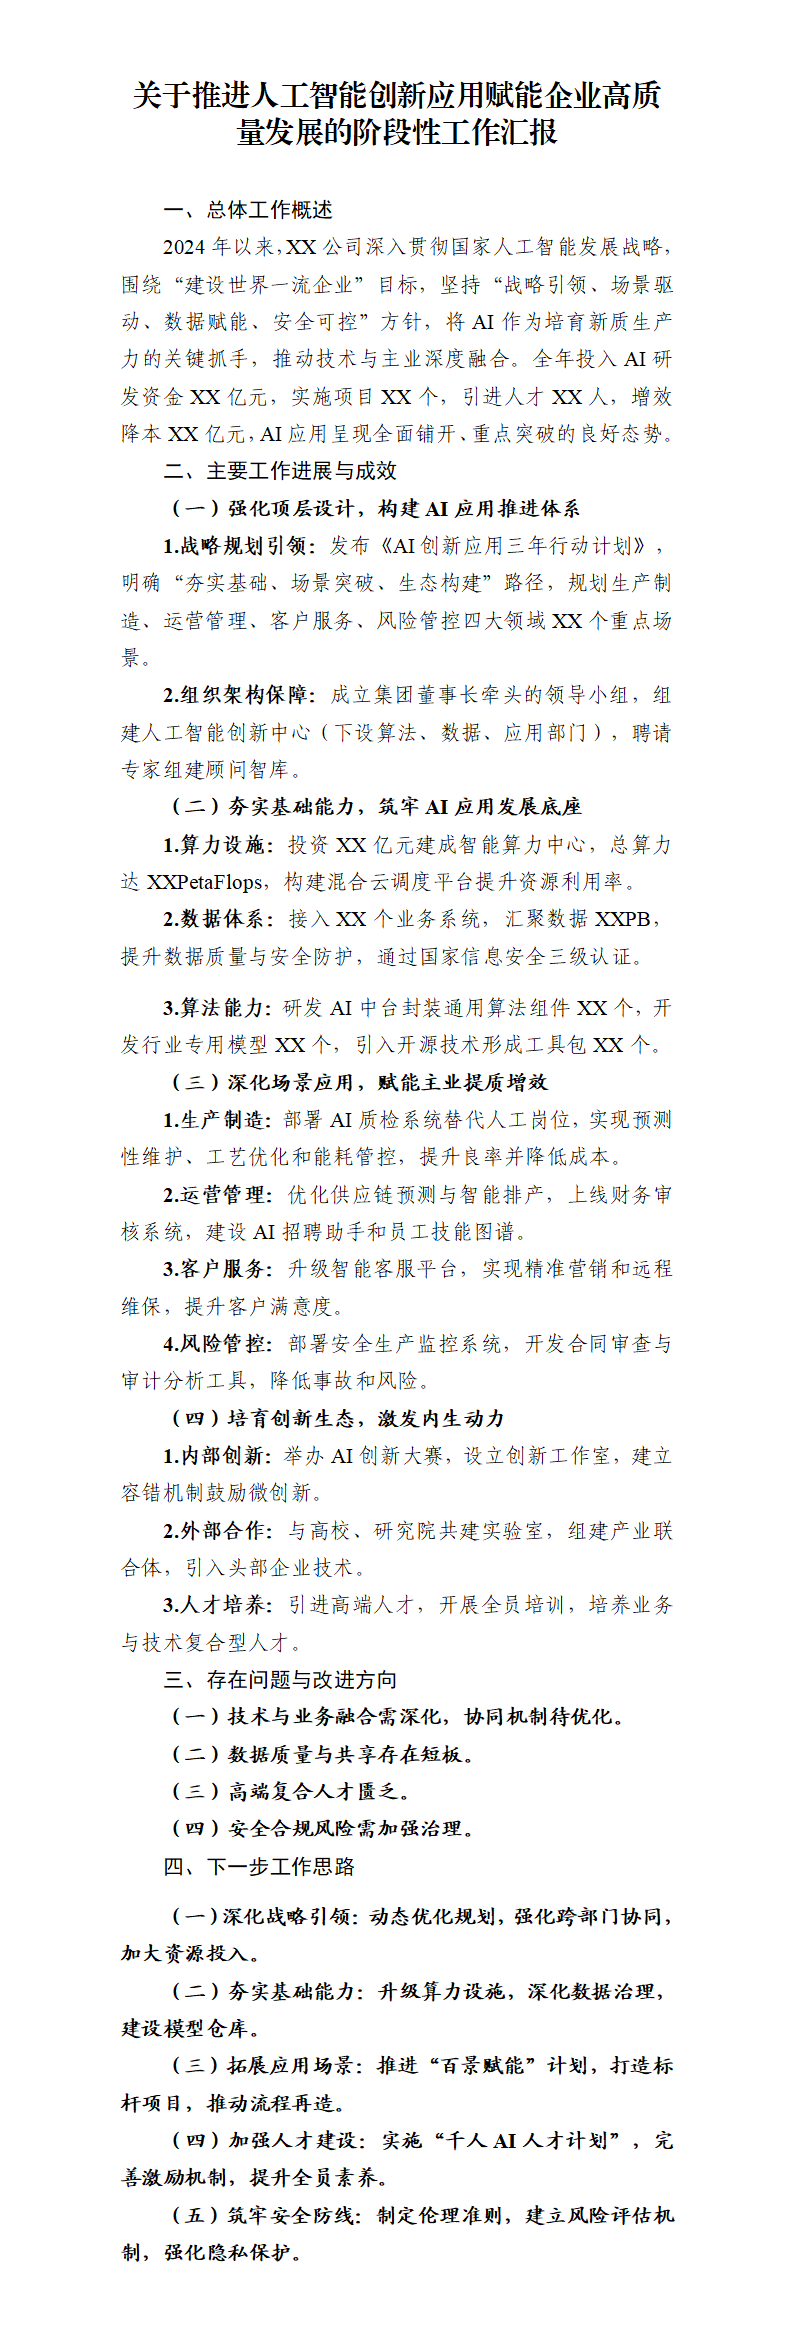 关于推进人工智能创新应用赋能企业高质
量发展的阶段性工作汇报
一、总体工作概述
2024 年以来，XX 公司深入贯彻国家人工智能发展战略，
围绕“建设世界一流企业”目标，坚持“战略引领、场景驱
动、数据赋能、安全可控”方针，将 AI 作为培育新质生产
力的关键抓手，推动技术与主业深度融合。全年投入 AI 研
发资金 XX 亿元，实施项目 XX 个，引进人才 XX 人，增效
降本 XX 亿元，AI 应用呈现全面铺开、重点突破的良好态势。
二、主要工作进展与成效
（一）强化顶层设计，构建 AI 应用推进体系
1.战略规划引领：发布《AI 创新应用三年行动计划》，
明确“夯实基础、场景突破、生态构建”路径，规划生产制
造、运营管理、客户服务、风险管控四大领域 XX 个重点场
景。
2.组织架构保障：成立集团董事长牵头的领导小组，组
建人工智能创新中心（下设算法、数据、应用部门），聘请
专家组建顾问智库。
（二）夯实基础能力，筑牢 AI 应用发展底座
1.算力设施：投资 XX 亿元建成智能算力中心，总算力
达 XXPetaFlops，构建混合云调度平台提升资源利用率。
2.数据体系：接入 XX 个业务系统，汇聚数据 XXPB，
提升数据质量与安全防护，通过国家信息安全三级认证。
3.算法能力：研发 AI 中台封装通用算法组件 XX 个，开
发行业专用模型 XX 个，引入开源技术形成工具包 XX 个。
（三）深化场景应用，赋能主业提质增效
1.生产制造：部署 AI 质检系统替代人工岗位，实现预测
性维护、工艺优化和能耗管控，提升良率并降低成本。
2.运营管理：优化供应链预测与智能排产，上线财务审
核系统，建设 AI 招聘助手和员工技能图谱。
3.客户服务：升级智能客服平台，实现精准营销和远程
维保，提升客户满意度。
4.风险管控：部署安全生产监控系统，开发合同审查与
审计分析工具，降低事故和风险。
（四）培育创新生态，激发内生动力
1.内部创新：举办 AI 创新大赛，设立创新工作室，建立
容错机制鼓励微创新。
2.外部合作：与高校、研究院共建实验室，组建产业联
合体，引入头部企业技术。
3.人才培养：引进高端人才，开展全员培训，培养业务
与技术复合型人才。
三、存在问题与改进方向
（一）技术与业务融合需深化，协同机制待优化。
（二）数据质量与共享存在短板。
（三）高端复合人才匮乏。
（四）安全合规风险需加强治理。
四、下一步工作思路
（一）深化战略引领：动态优化规划，强化跨部门协同，
加大资源投入。
（二）夯实基础能力：升级算力设施，深化数据治理，
建设模型仓库。
（三）拓展应用场景：推进“百景赋能”计划，打造标
杆项目，推动流程再造。
（四）加强人才建设：实施“千人 AI 人才计划”，完
善激励机制，提升全员素养。
（五）筑牢安全防线：制定伦理准则，建立风险评估机
制，强化隐私保护。